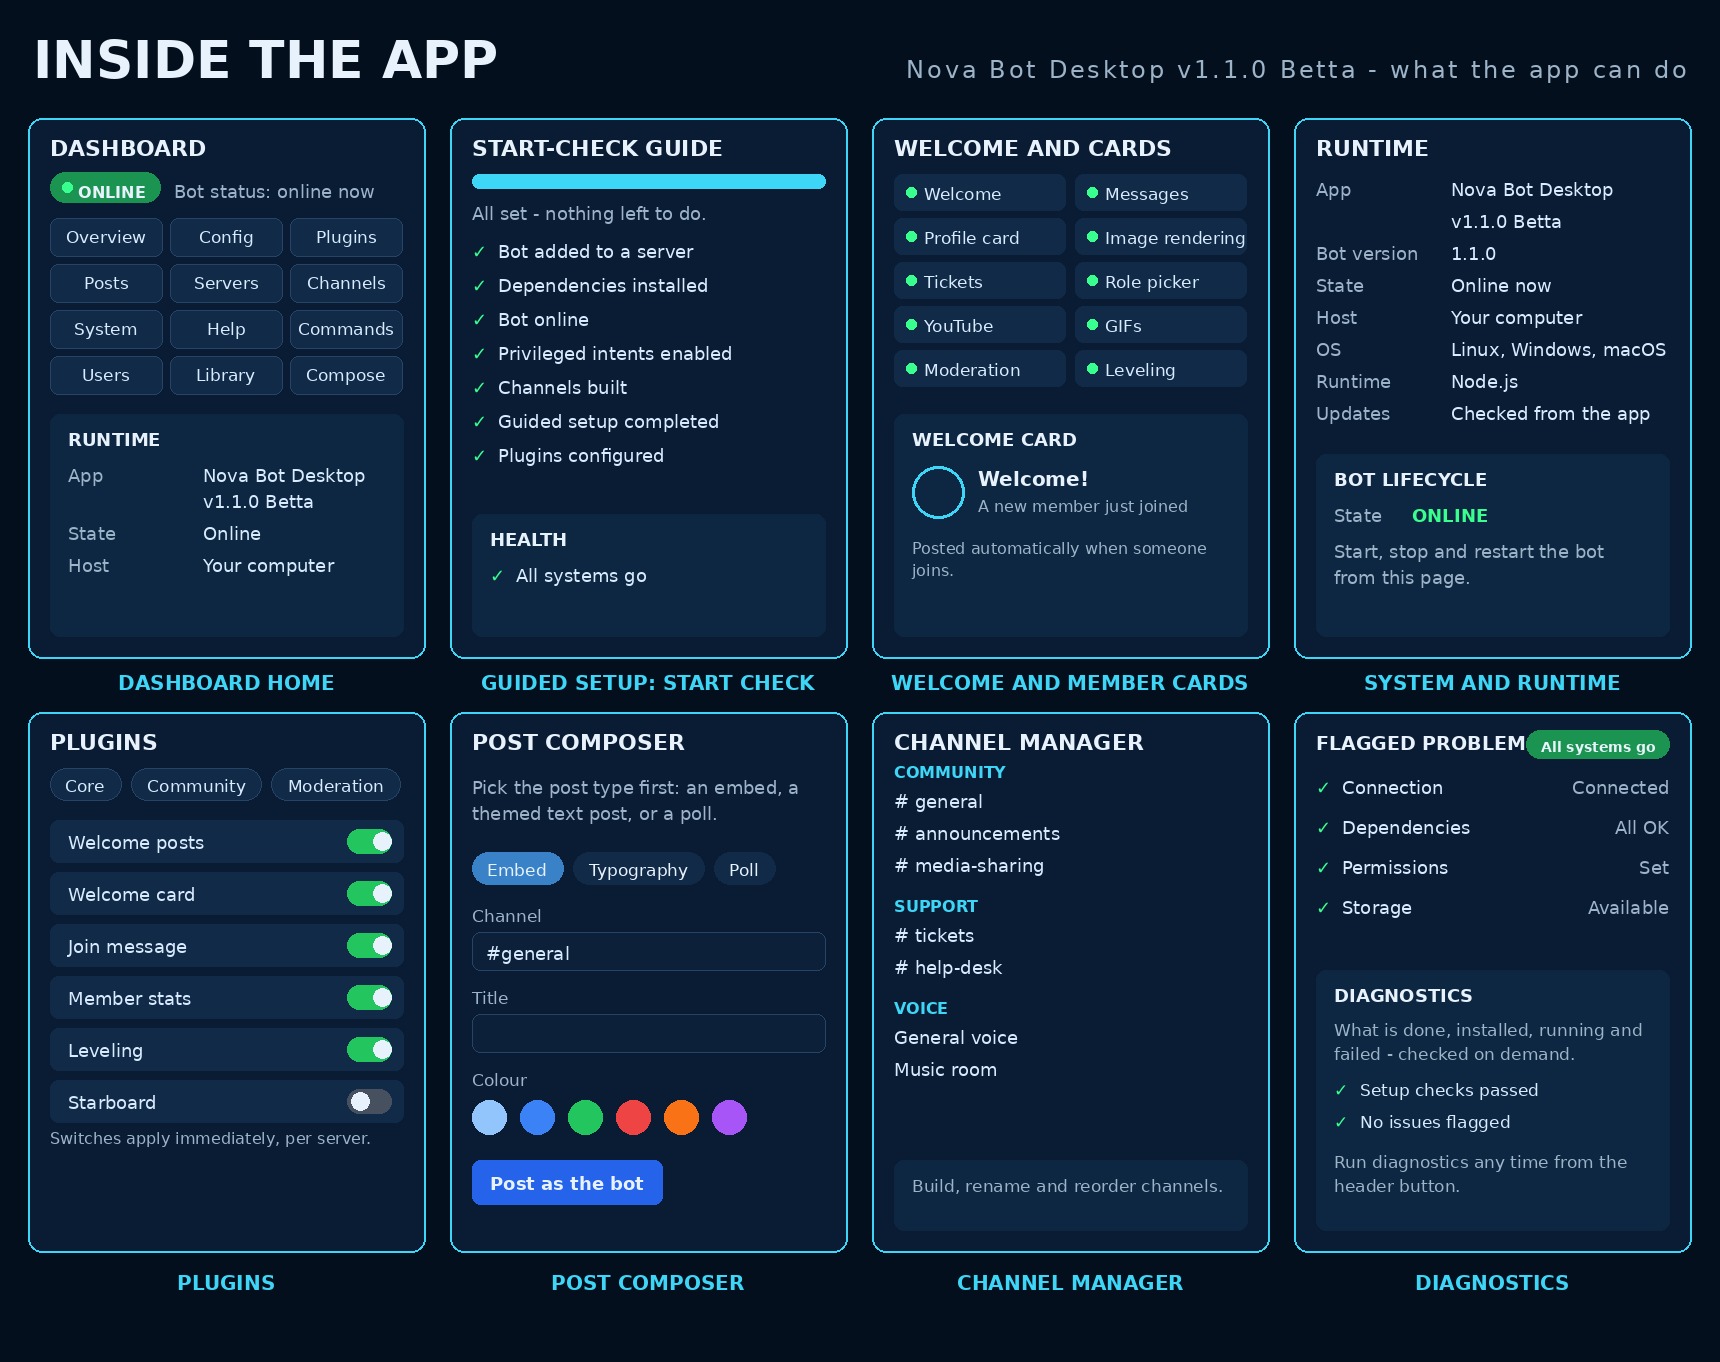 INSIDE THE APP
Nova Bot Desktop v1.1.0 Betta - what the app can do
DASHBOARD
ONLINE Bot status: online now
Overview Config Plugins
Posts Servers Channels
System Help Commands
Users Library Compose
RUNTIME
App Nova Bot Desktop
v1.1.0 Betta
State Online
Host Your computer
DASHBOARD HOME
START-CHECK GUIDE
All set - nothing left to do.
✓ Bot added to a server
✓ Dependencies installed
✓ Bot online
✓ Privileged intents enabled
✓ Channels built
✓ Guided setup completed
✓ Plugins configured
HEALTH
✓ All systems go
GUIDED SETUP: START CHECK
WELCOME AND CARDS
Welcome Messages
Profile card Image rendering
Tickets Role picker
YouTube GIFs
Moderation Leveling
WELCOME CARD
Welcome!
A new member just joined
Posted automatically when someone
joins.
WELCOME AND MEMBER CARDS
RUNTIME
App Nova Bot Desktop
v1.1.0 Betta
Bot version 1.1.0
State Online now
Host Your computer
OS Linux, Windows, macOS
Runtime Node.js
Updates Checked from the app
BOT LIFECYCLE
State ONLINE
Start, stop and restart the bot
from this page.
SYSTEM AND RUNTIME
PLUGINS
Core Community Moderation
Welcome posts
Welcome card
Join message
Member stats
Leveling
Starboard
Switches apply immediately, per server.
PLUGINS
POST COMPOSER
Pick the post type first: an embed, a
themed text post, or a poll.
Embed Typography Poll
Channel
#general
Title
Colour
Post as the bot
POST COMPOSER
CHANNEL MANAGER
COMMUNITY
# general
# announcements
# media-sharing
SUPPORT
# tickets
# help-desk
VOICE
General voice
Music room
Build, rename and reorder channels.
CHANNEL MANAGER
FLAGGED PROBLEM All systems go
✓ Connection Connected
✓ Dependencies All OK
✓ Permissions Set
✓ Storage Available
DIAGNOSTICS
What is done, installed, running and
failed - checked on demand.
✓ Setup checks passed
✓ No issues flagged
Run diagnostics any time from the
header button.
DIAGNOSTICS